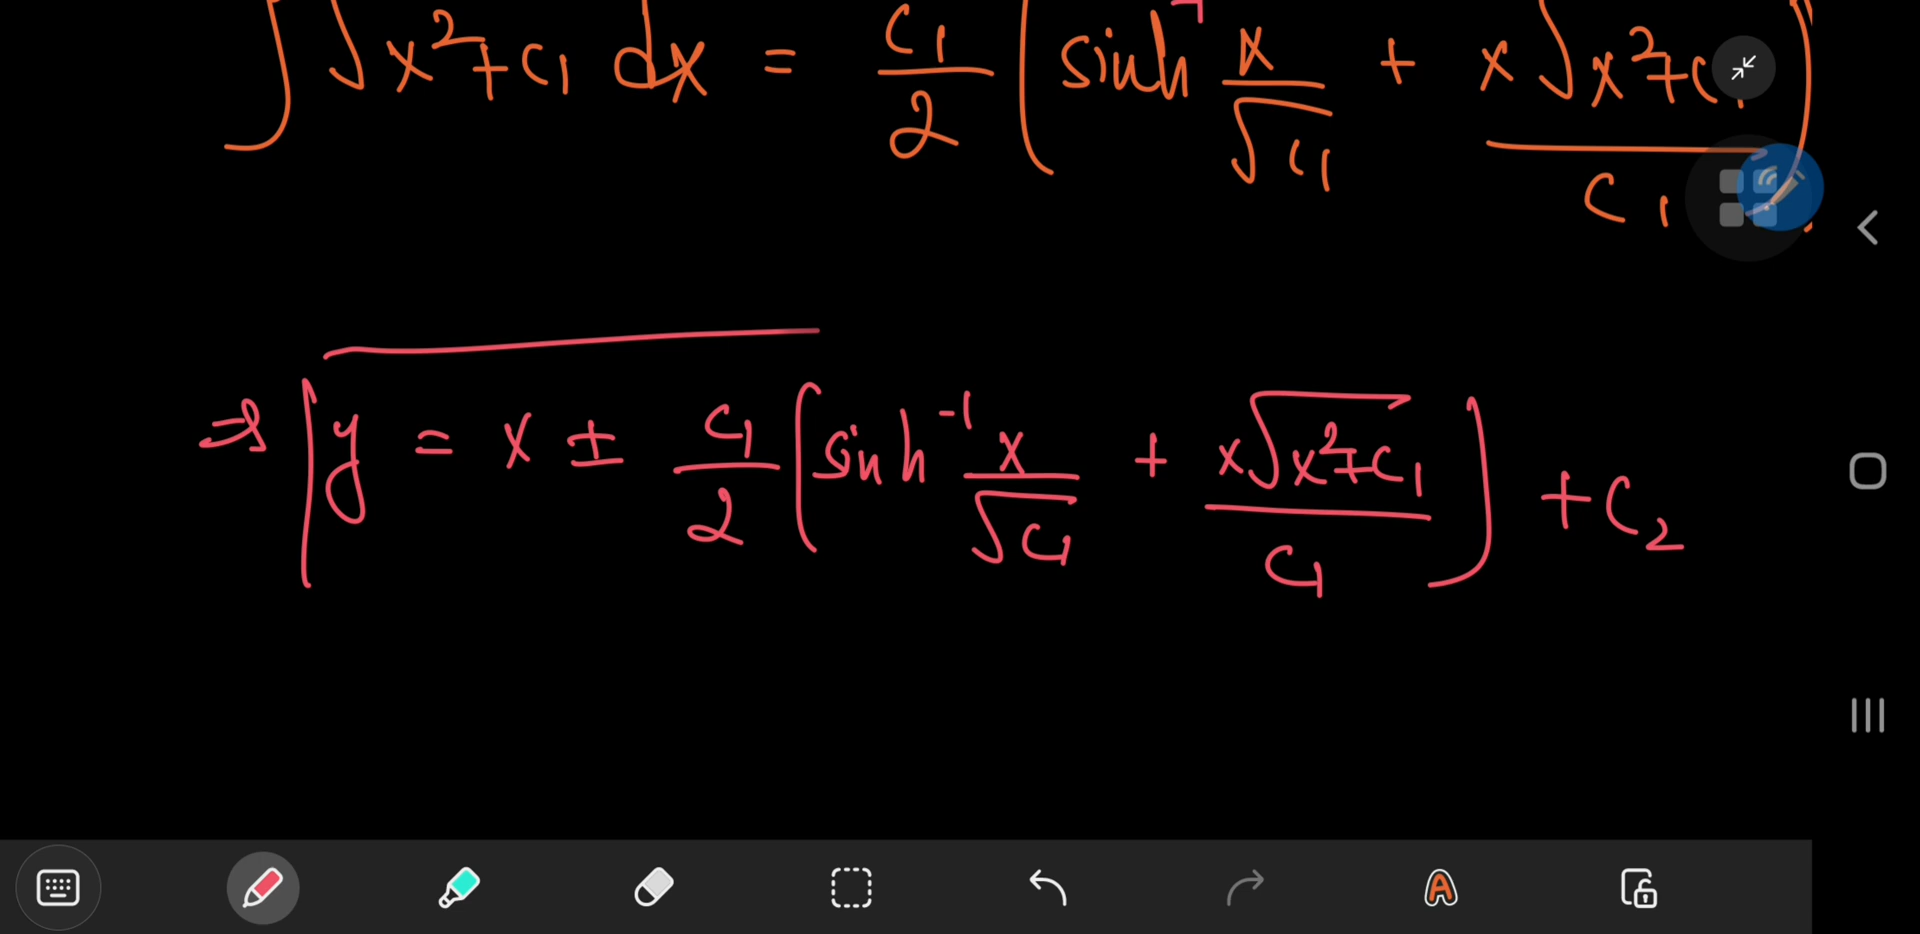 ∫√x²+c₁ dx = c₁/2 (sinh⁻¹ x/√c₁ + x√x²+c₁/c₁)
⇒ y = x ± c₁/2 [sinh⁻¹ x/√c₁ + x√x²+c₁/c₁] + c₂